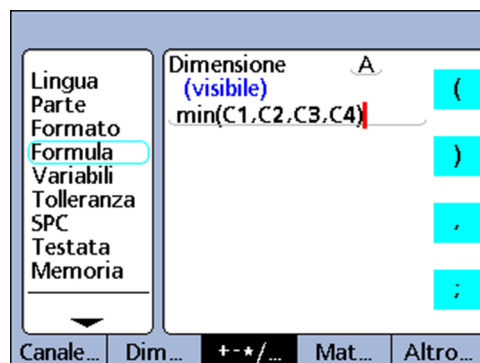 Lingua
Parte
Formato
Formula
Variabili
Tolleranza
SPC
Testata
Memoria
Dimensione A
(visibile)
min(C1,C2,C3,C4)
(
)
,
;
Canale... Dim... +-*/... Mat... Altro...